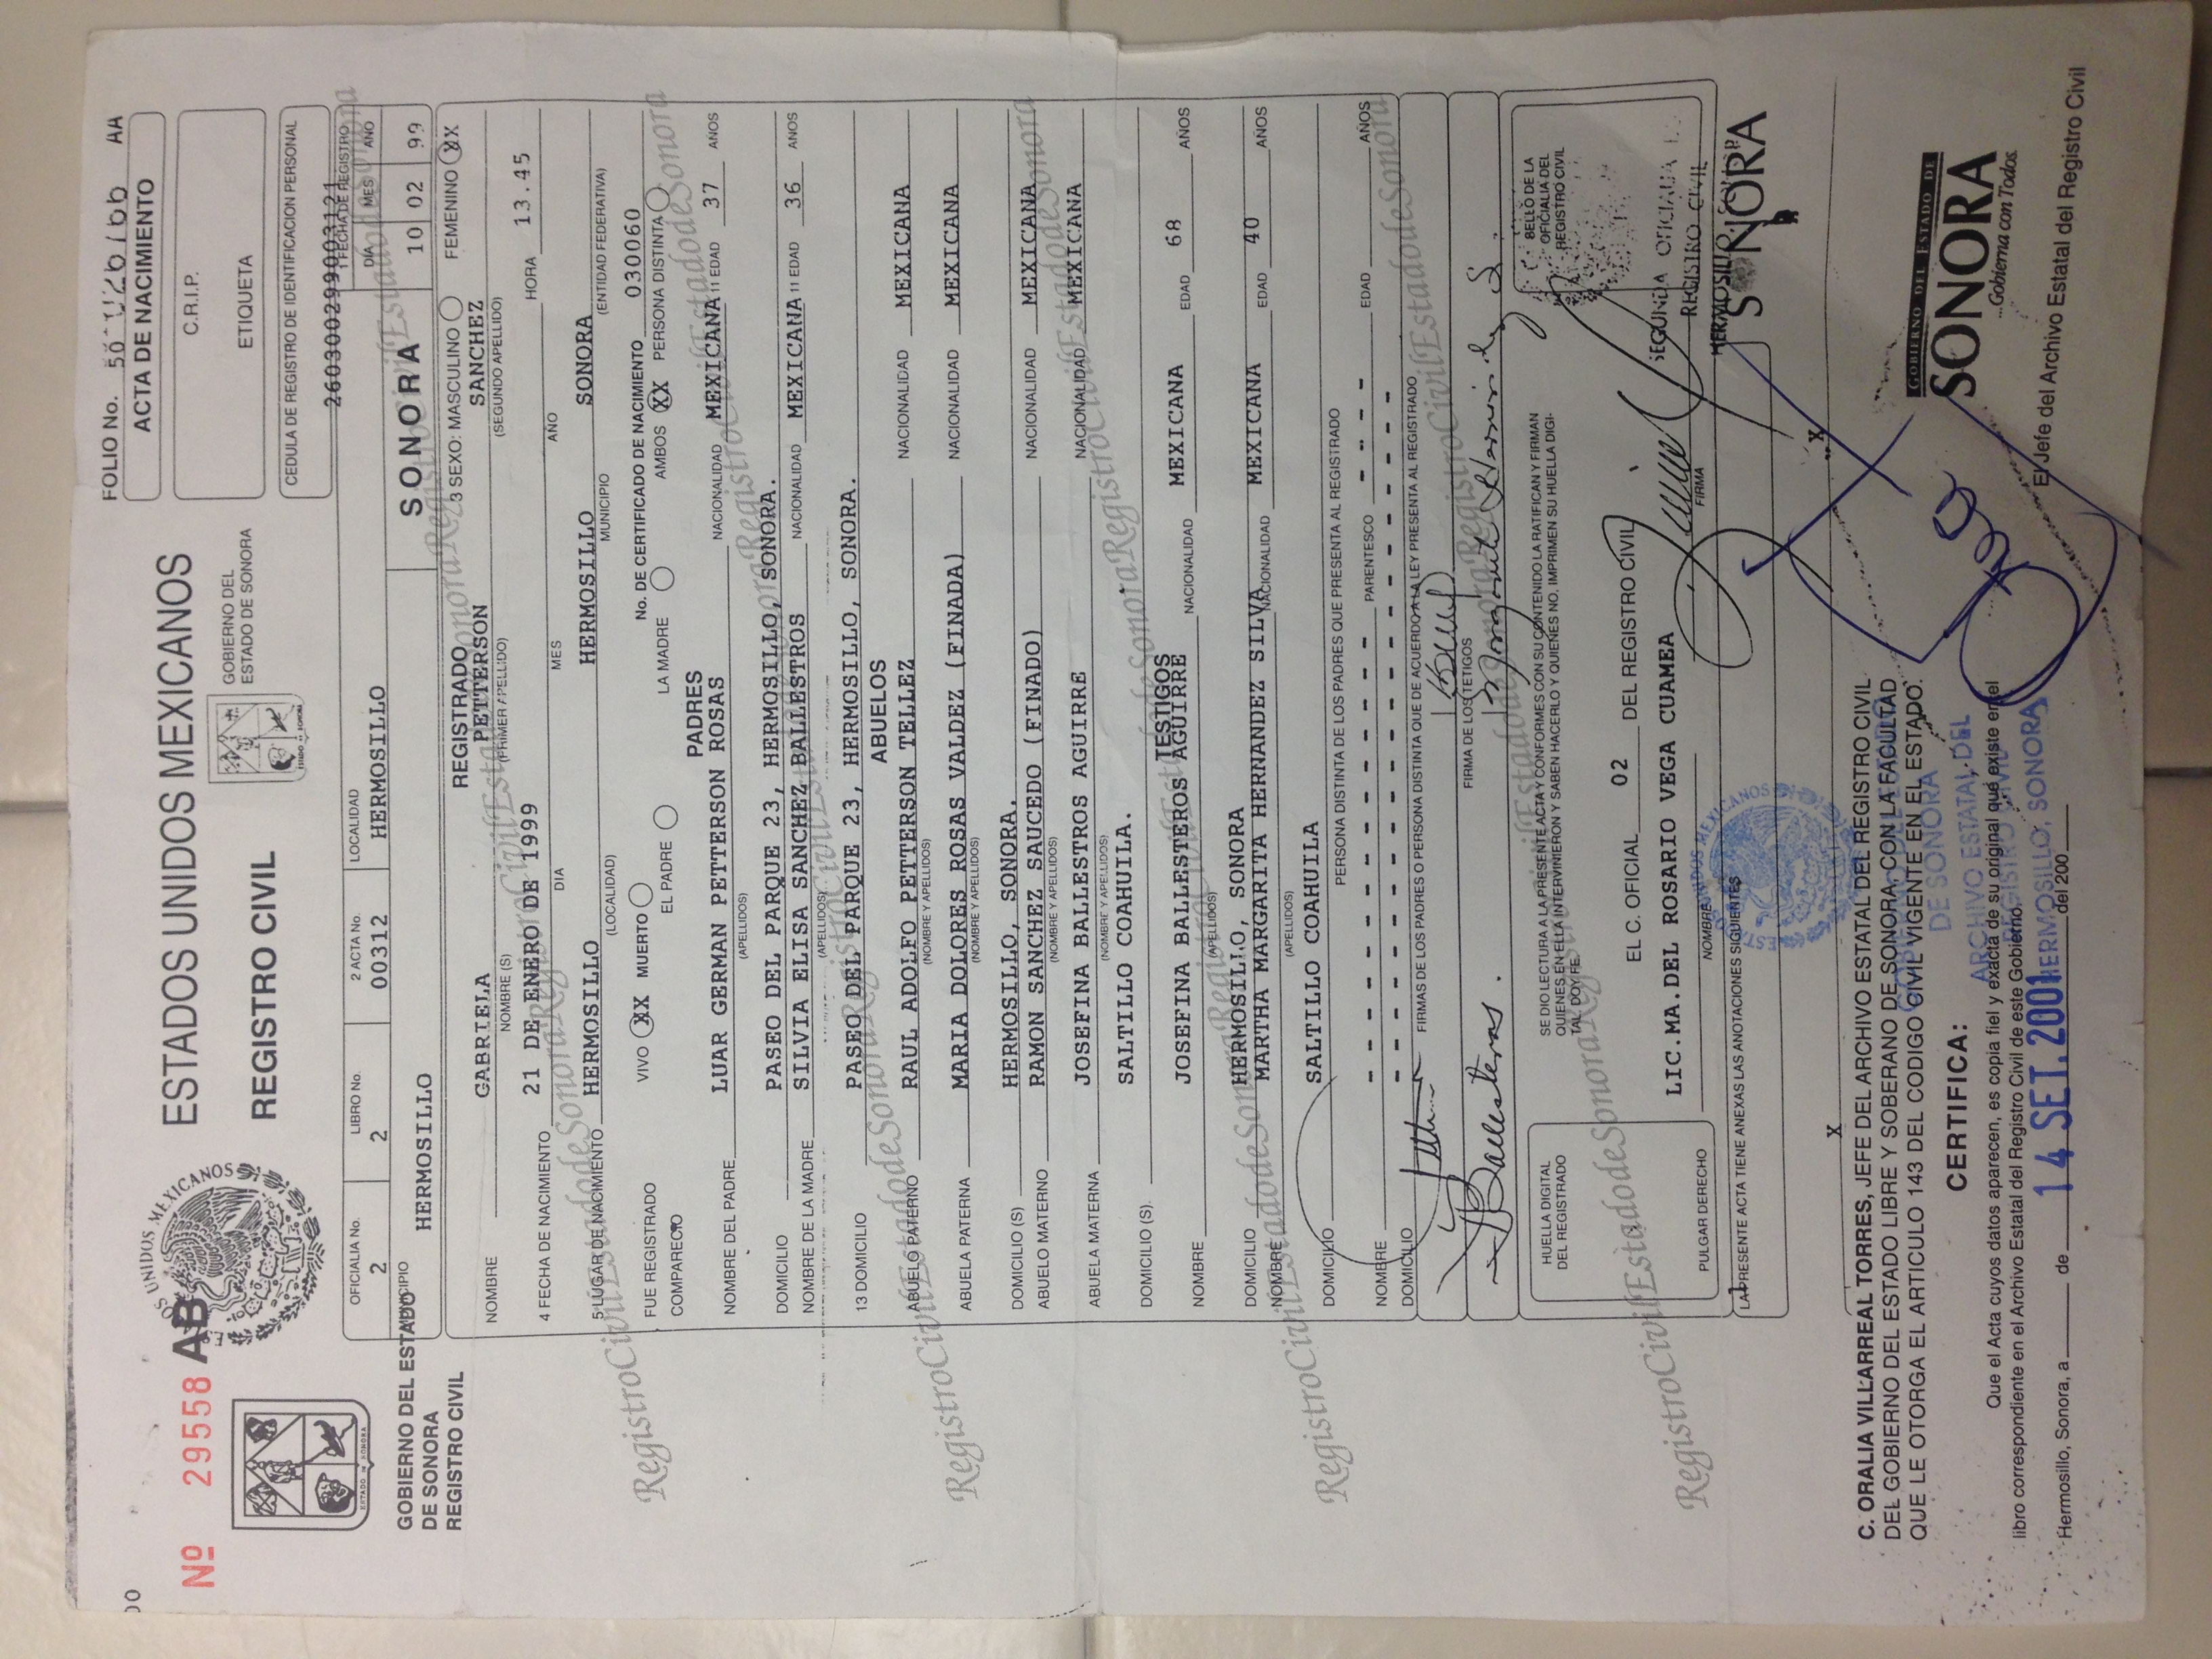 FOLIO No. AA
ACTA DE NACIMIENTO
Nº 29558 AB
ESTADOS UNIDOS MEXICANOS
ESTADOS UNIDOS MEXICANOS
C.R.I.P.
GOBIERNO DEL
ESTADO DE SONORA
ETIQUETA
REGISTRO CIVIL
ESTADO DE SONORA
CEDULA DE REGISTRO DE IDENTIFICACION PERSONAL
260300299003121
ESTADO DE SONORA
OFICIALIA No. LIBRO No. 2 ACTA No. LOCALIDAD 1 FECHA DE REGISTRO
2 2 00312 HERMOSILLO DIA MES AÑO
GOBIERNO DEL ESTADO
DE SONORA
REGISTRO CIVIL
MUNICIPIO HERMOSILLO SONORA 10 02 99
REGISTRADO 3 SEXO: MASCULINO FEMENINO XX
NOMBRE GABRIELA PETTERSON SANCHEZ
NOMBRE (S) (PRIMER APELLIDO) (SEGUNDO APELLIDO)
4 FECHA DE NACIMIENTO 21 DE ENERO DE 1999 HORA 13.45
DIA MES AÑO
5 LUGAR DE NACIMIENTO HERMOSILLO HERMOSILLO SONORA
(LOCALIDAD) MUNICIPIO (ENTIDAD FEDERATIVA)
FUE REGISTRADO VIVO XX MUERTO No. DE CERTIFICADO DE NACIMIENTO 030060
COMPARECIO EL PADRE LA MADRE AMBOS XX PERSONA DISTINTA
PADRES
NOMBRE DEL PADRE LUAR GERMAN PETTERSON ROSAS NACIONALIDAD MEXICANA 11 EDAD 37 AÑOS
(APELLIDOS)
DOMICILIO PASEO DEL PARQUE 23, HERMOSILLO, SONORA.
NOMBRE DE LA MADRE SILVIA ELISA SANCHEZ BALLESTROS NACIONALIDAD MEXICANA 11 EDAD 36 AÑOS
(APELLIDOS)
13 DOMICILIO PASEO DEL PARQUE 23, HERMOSILLO, SONORA.
ABUELOS
ABUELO PATERNO RAUL ADOLFO PETTERSON TELLEZ NACIONALIDAD MEXICANA
(NOMBRE Y APELLIDOS)
ABUELA PATERNA MARIA DOLORES ROSAS VALDEZ (FINADA) NACIONALIDAD MEXICANA
(NOMBRE Y APELLIDOS)
DOMICILIO (S) HERMOSILLO, SONORA.
ABUELO MATERNO RAMON SANCHEZ SAUCEDO (FINADO) NACIONALIDAD MEXICANA
(NOMBRE Y APELLIDOS)
ABUELA MATERNA JOSEFINA BALLESTROS AGUIRRE NACIONALIDAD MEXICANA
(NOMBRE Y APELLIDOS)
DOMICILIO (S). SALTILLO COAHUILA.
TESTIGOS
NOMBRE JOSEFINA BALLESTEROS AGUIRRE NACIONALIDAD MEXICANA EDAD 68 AÑOS
(APELLIDOS)
DOMICILIO HERMOSILLO, SONORA
NOMBRE MARTHA MARGARITA HERNANDEZ SILVA NACIONALIDAD MEXICANA EDAD 40 AÑOS
(APELLIDOS)
DOMICILIO SALTILLO COAHUILA
PERSONA DISTINTA DE LOS PADRES QUE PRESENTA AL REGISTRADO
NOMBRE PARENTESCO EDAD AÑOS
DOMICILIO
FIRMAS DE LOS PADRES O PERSONA DISTINTA QUE DE ACUERDO A LA LEY PRESENTA AL REGISTRADO
FIRMA DE LOS TETIGOS
Ballesteros. Margarita Hernández S.
HUELLA DIGITAL
DEL REGISTRADO
SE DIO LECTURA A LA PRESENTE ACTA Y CONFORMES CON SU CONTENIDO LA RATIFICAN Y FIRMAN
QUIENES EN ELLA INTERVINIERON Y SABEN HACERLO Y QUIENES NO, IMPRIMEN SU HUELLA DIGI-
TAL. DOY FE.
BELLO DE LA
OFICIALIA DEL
REGISTRO CIVIL
EL C. OFICIAL 02 DEL REGISTRO CIVIL
LIC.MA.DEL ROSARIO VEGA CUAMEA
PULGAR DERECHO NOMBRE FIRMA
SEGUNDA OFICIALIA
REGISTRO CIVIL
HERMOSILLO, SONORA
SONORA
LA PRESENTE ACTA TIENE ANEXAS LAS ANOTACIONES SIGUIENTES
ESTADOS UNIDOS MEXICANOS
X X
C. ORALIA VILLARREAL TORRES, JEFE DEL ARCHIVO ESTATAL DEL REGISTRO CIVIL
DEL GOBIERNO DEL ESTADO LIBRE Y SOBERANO DE SONORA, CON LA FACULTAD
QUE LE OTORGA EL ARTICULO 143 DEL CODIGO CIVIL VIGENTE EN EL ESTADO.
GOBIERNO DEL ESTADO
DE SONORA
ARCHIVO ESTATAL DEL
REGISTRO CIVIL
HERMOSILLO, SONORA
CERTIFICA:
Que el Acta cuyos datos aparecen, es copia fiel y exacta de su original que existe en el
libro correspondiente en el Archivo Estatal del Registro Civil de este Gobierno.
Hermosillo, Sonora, a de 14 SET. 2001 del 200
GOBIERNO DEL ESTADO DE
SONORA
...Gobierna con Todos
El Jefe del Archivo Estatal del Registro Civil
RegistroCivilEstadodeSonoraRegistroCivilEstadodeSonoraRegistroCivilEstadodeSonora
RegistroCivilEstadodeSonoraRegistroCivilEstadodeSonoraRegistroCivilEstadodeSonora
RegistroCivilEstadodeSonoraRegistroCivilEstadodeSonoraRegistroCivilEstadodeSonora
RegistroCivilEstadodeSonoraRegistroCivilEstadodeSonoraRegistroCivilEstadodeSonora